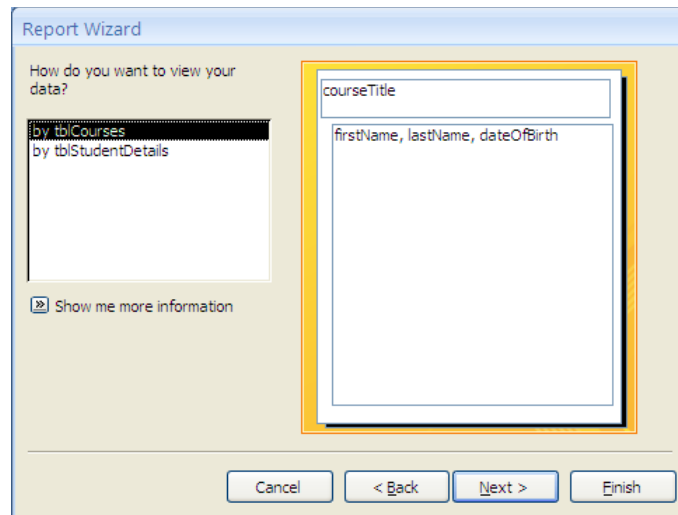 Report Wizard
How do you want to view your
data?
by tblCourses
by tblStudentDetails
Show me more information
courseTitle
firstName, lastName, dateOfBirth
Cancel
< Back
Next >
Finish